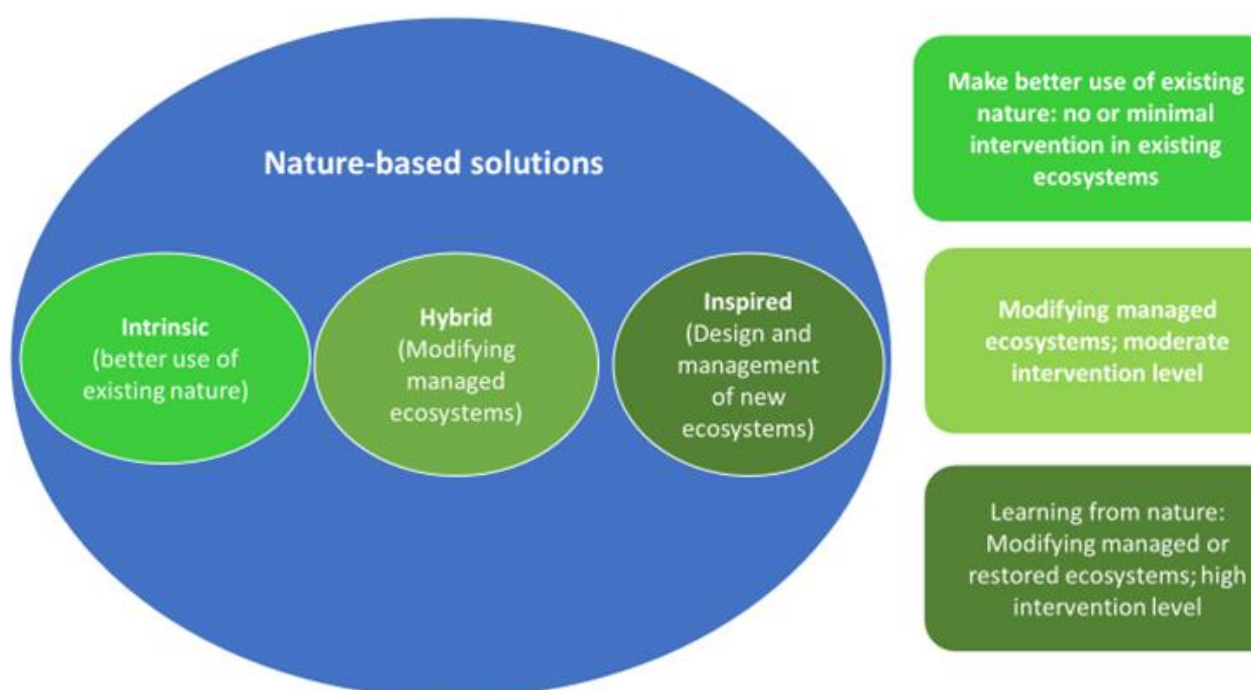 Nature-based solutions
Intrinsic
(better use of
existing nature)
Hybrid
(Modifying
managed
ecosystems)
Inspired
(Design and
management
of new
ecosystems)
Make better use of existing
nature: no or minimal
intervention in existing
ecosystems
Modifying managed
ecosystems; moderate
intervention level
Learning from nature:
Modifying managed or
restored ecosystems; high
intervention level